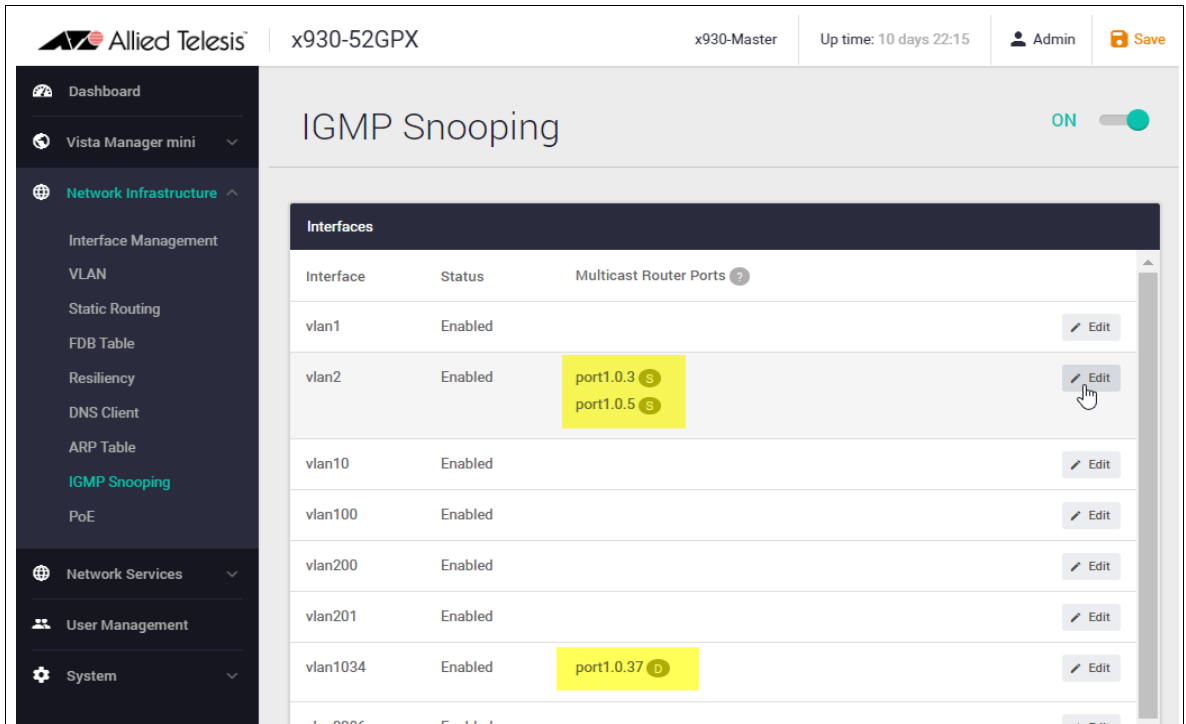 Allied Telesis x930-52GPX x930-Master Up time: 10 days 22:15 Admin Save
Dashboard
Vista Manager mini
Network Infrastructure
Interface Management
VLAN
Static Routing
FDB Table
Resiliency
DNS Client
ARP Table
IGMP Snooping
PoE
Network Services
User Management
System
IGMP Snooping ON
Interfaces
Interface Status Multicast Router Ports ?
vlan1 Enabled Edit
vlan2 Enabled port1.0.3 S Edit
port1.0.5 S
vlan10 Enabled Edit
vlan100 Enabled Edit
vlan200 Enabled Edit
vlan201 Enabled Edit
vlan1034 Enabled port1.0.37 D Edit